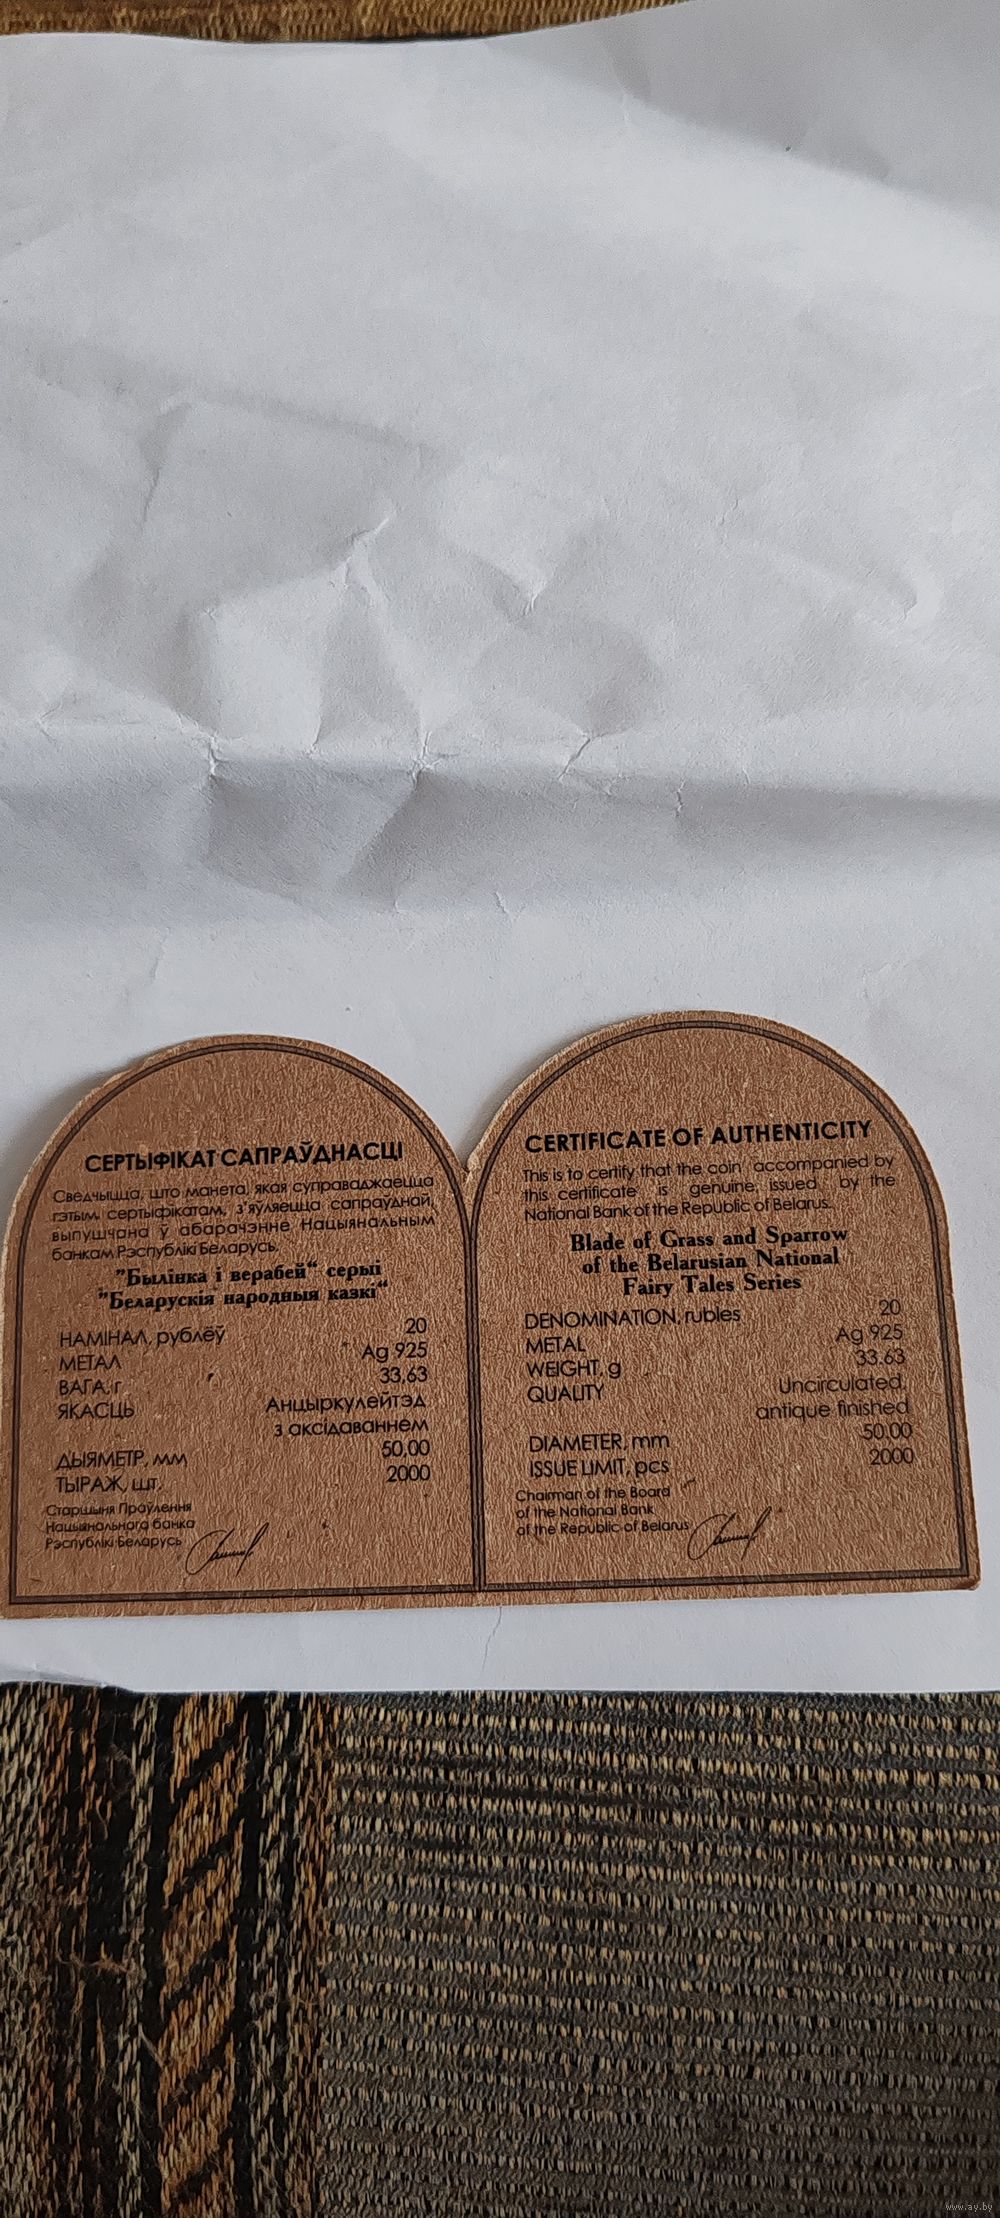 СЕРТЫФІКАТ САПРАЎДНАСЦІ
Сведчыцца, што манета, якая суправаджаецца
гэтым сертыфікатам, з'яўляецца сапраўднай,
выпушчана ў абарачэнне Нацыянальным
банкам Рэспублікі Беларусь.
"Былінка і верабей“ серыі
"Беларускія народныя казкі“
НАМІНАЛ, рублёў 20
МЕТАЛ Ag 925
ВАГА, г 33,63
ЯКАСЦЬ Анцыркулейтэд
з аксідаваннем
ДЫЯМЕТР, мм 50,00
ТЫРАЖ, шт. 2000
Старшыня Праўлення
Нацыянальнага банка
Рэспублікі Беларусь
CERTIFICATE OF AUTHENTICITY
This is to certify that the coin accompanied by
this certificate is genuine, issued by the
National Bank of the Republic of Belarus.
Blade of Grass and Sparrow
of the Belarusian National
Fairy Tales Series
DENOMINATION, rubles 20
METAL Ag 925
WEIGHT, g 33.63
QUALITY Uncirculated,
antique finished
DIAMETER, mm 50.00
ISSUE LIMIT, pcs 2000
Chairman of the Board
of the National Bank
of the Republic of Belarus
www.ay.by